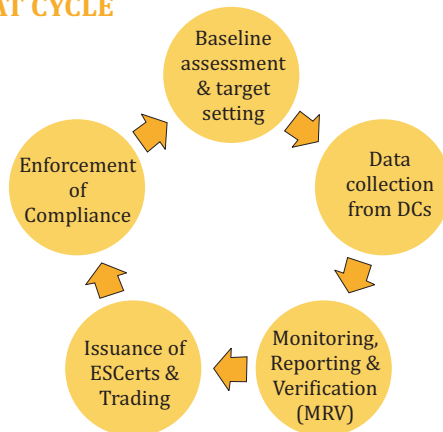 AT CYCLE
Baseline
assessment
& target
setting
Data
collection
from DCs
Monitoring,
Reporting &
Verification
(MRV)
Issuance of
ESCerts &
Trading
Enforcement
of
Compliance